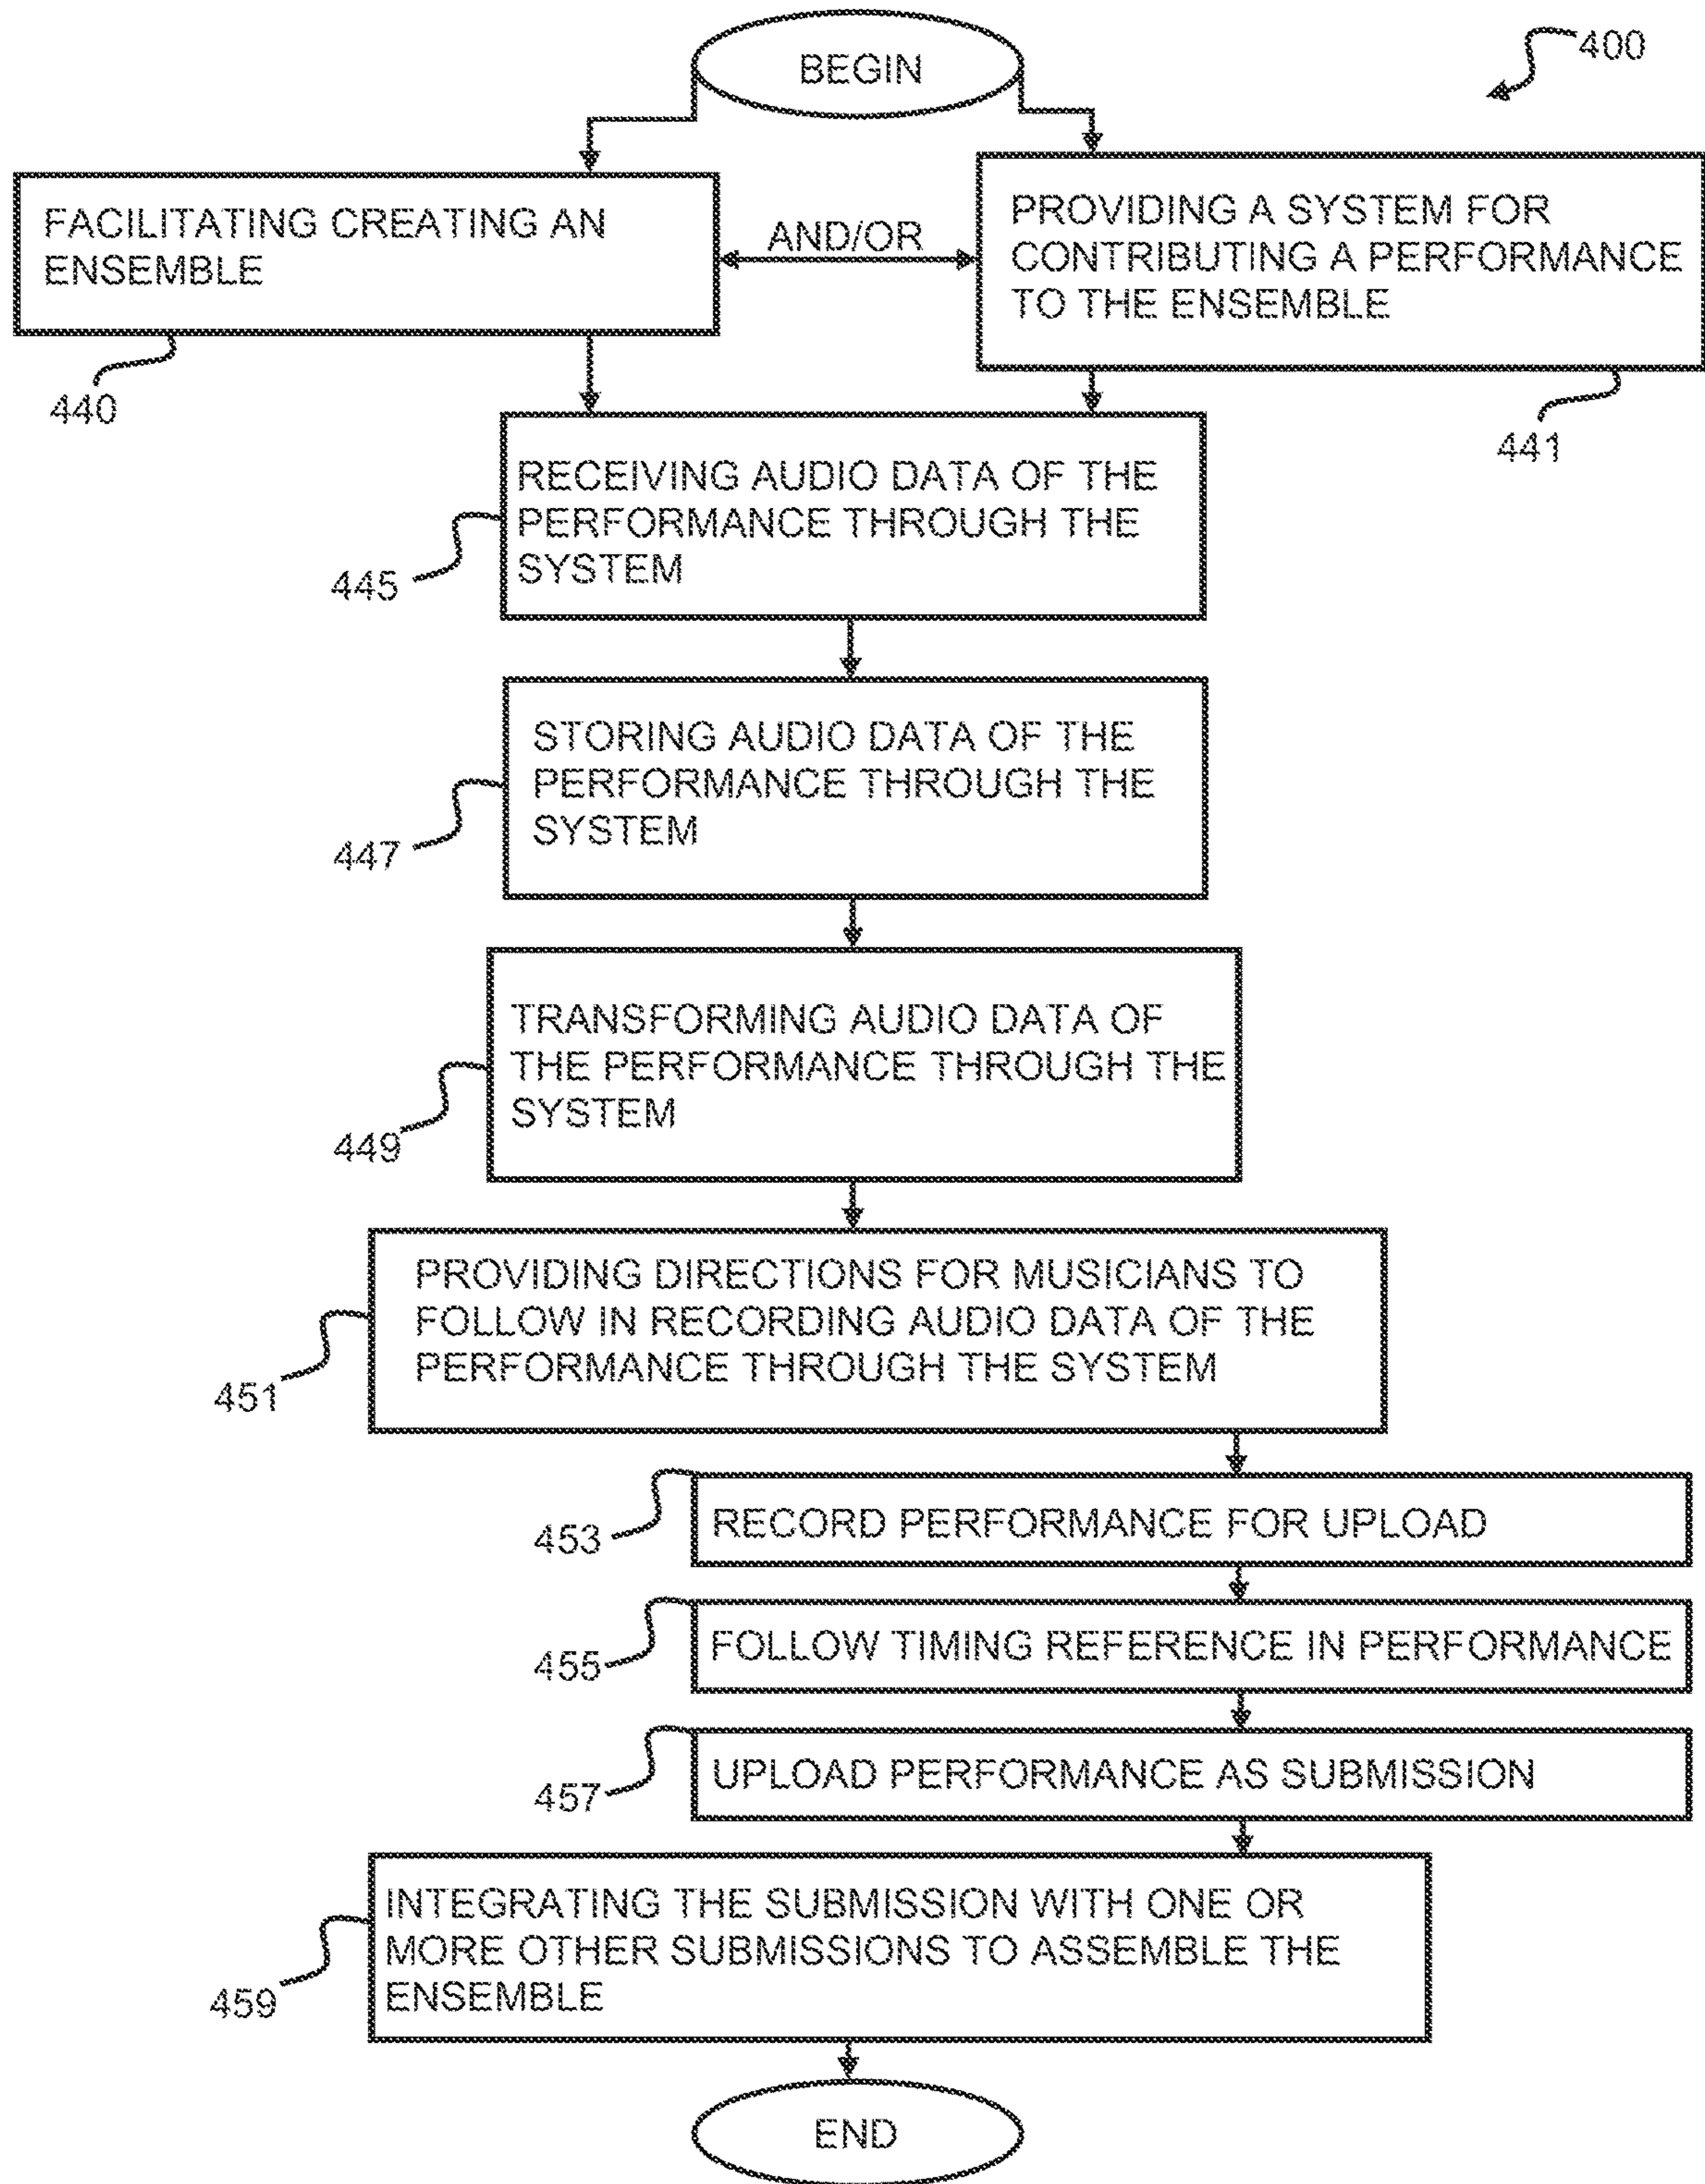 BEGIN
400
FACILITATING CREATING AN
ENSEMBLE
AND/OR
PROVIDING A SYSTEM FOR
CONTRIBUTING A PERFORMANCE
TO THE ENSEMBLE
440
441
RECEIVING AUDIO DATA OF THE
PERFORMANCE THROUGH THE
SYSTEM
445
STORING AUDIO DATA OF THE
PERFORMANCE THROUGH THE
SYSTEM
447
TRANSFORMING AUDIO DATA OF
THE PERFORMANCE THROUGH THE
SYSTEM
449
PROVIDING DIRECTIONS FOR MUSICIANS TO
FOLLOW IN RECORDING AUDIO DATA OF THE
PERFORMANCE THROUGH THE SYSTEM
451
453
RECORD PERFORMANCE FOR UPLOAD
455
FOLLOW TIMING REFERENCE IN PERFORMANCE
457
UPLOAD PERFORMANCE AS SUBMISSION
INTEGRATING THE SUBMISSION WITH ONE OR
MORE OTHER SUBMISSIONS TO ASSEMBLE THE
ENSEMBLE
459
END